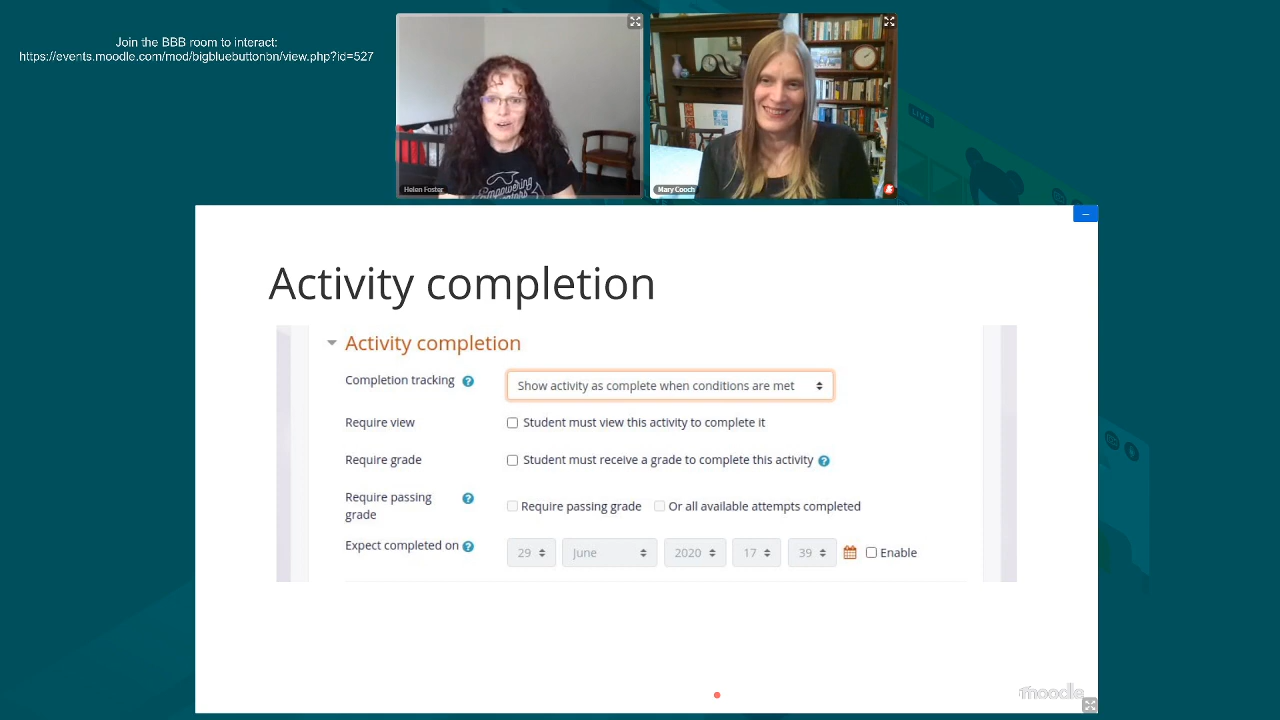 Join the BBB room to interact:
https://events.moodle.com/mod/bigbluebuttonbn/view.php?id=527
LIVE
Helen Foster
Empowering
Mary Cooch
Activity completion
Activity completion
Completion tracking ? Show activity as complete when conditions are met
Require view Student must view this activity to complete it
Require grade Student must receive a grade to complete this activity ?
Require passing grade ? Require passing grade Or all available attempts completed
Expect completed on ? 29 June 2020 17 39 Enable
moodle